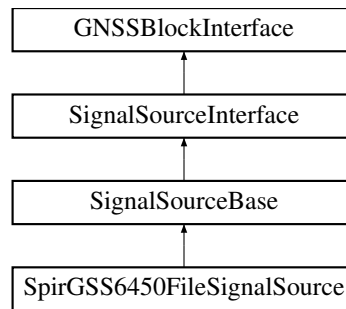 GNSSBlockInterface
SignalSourceInterface
SignalSourceBase
SpirGSS6450FileSignalSource